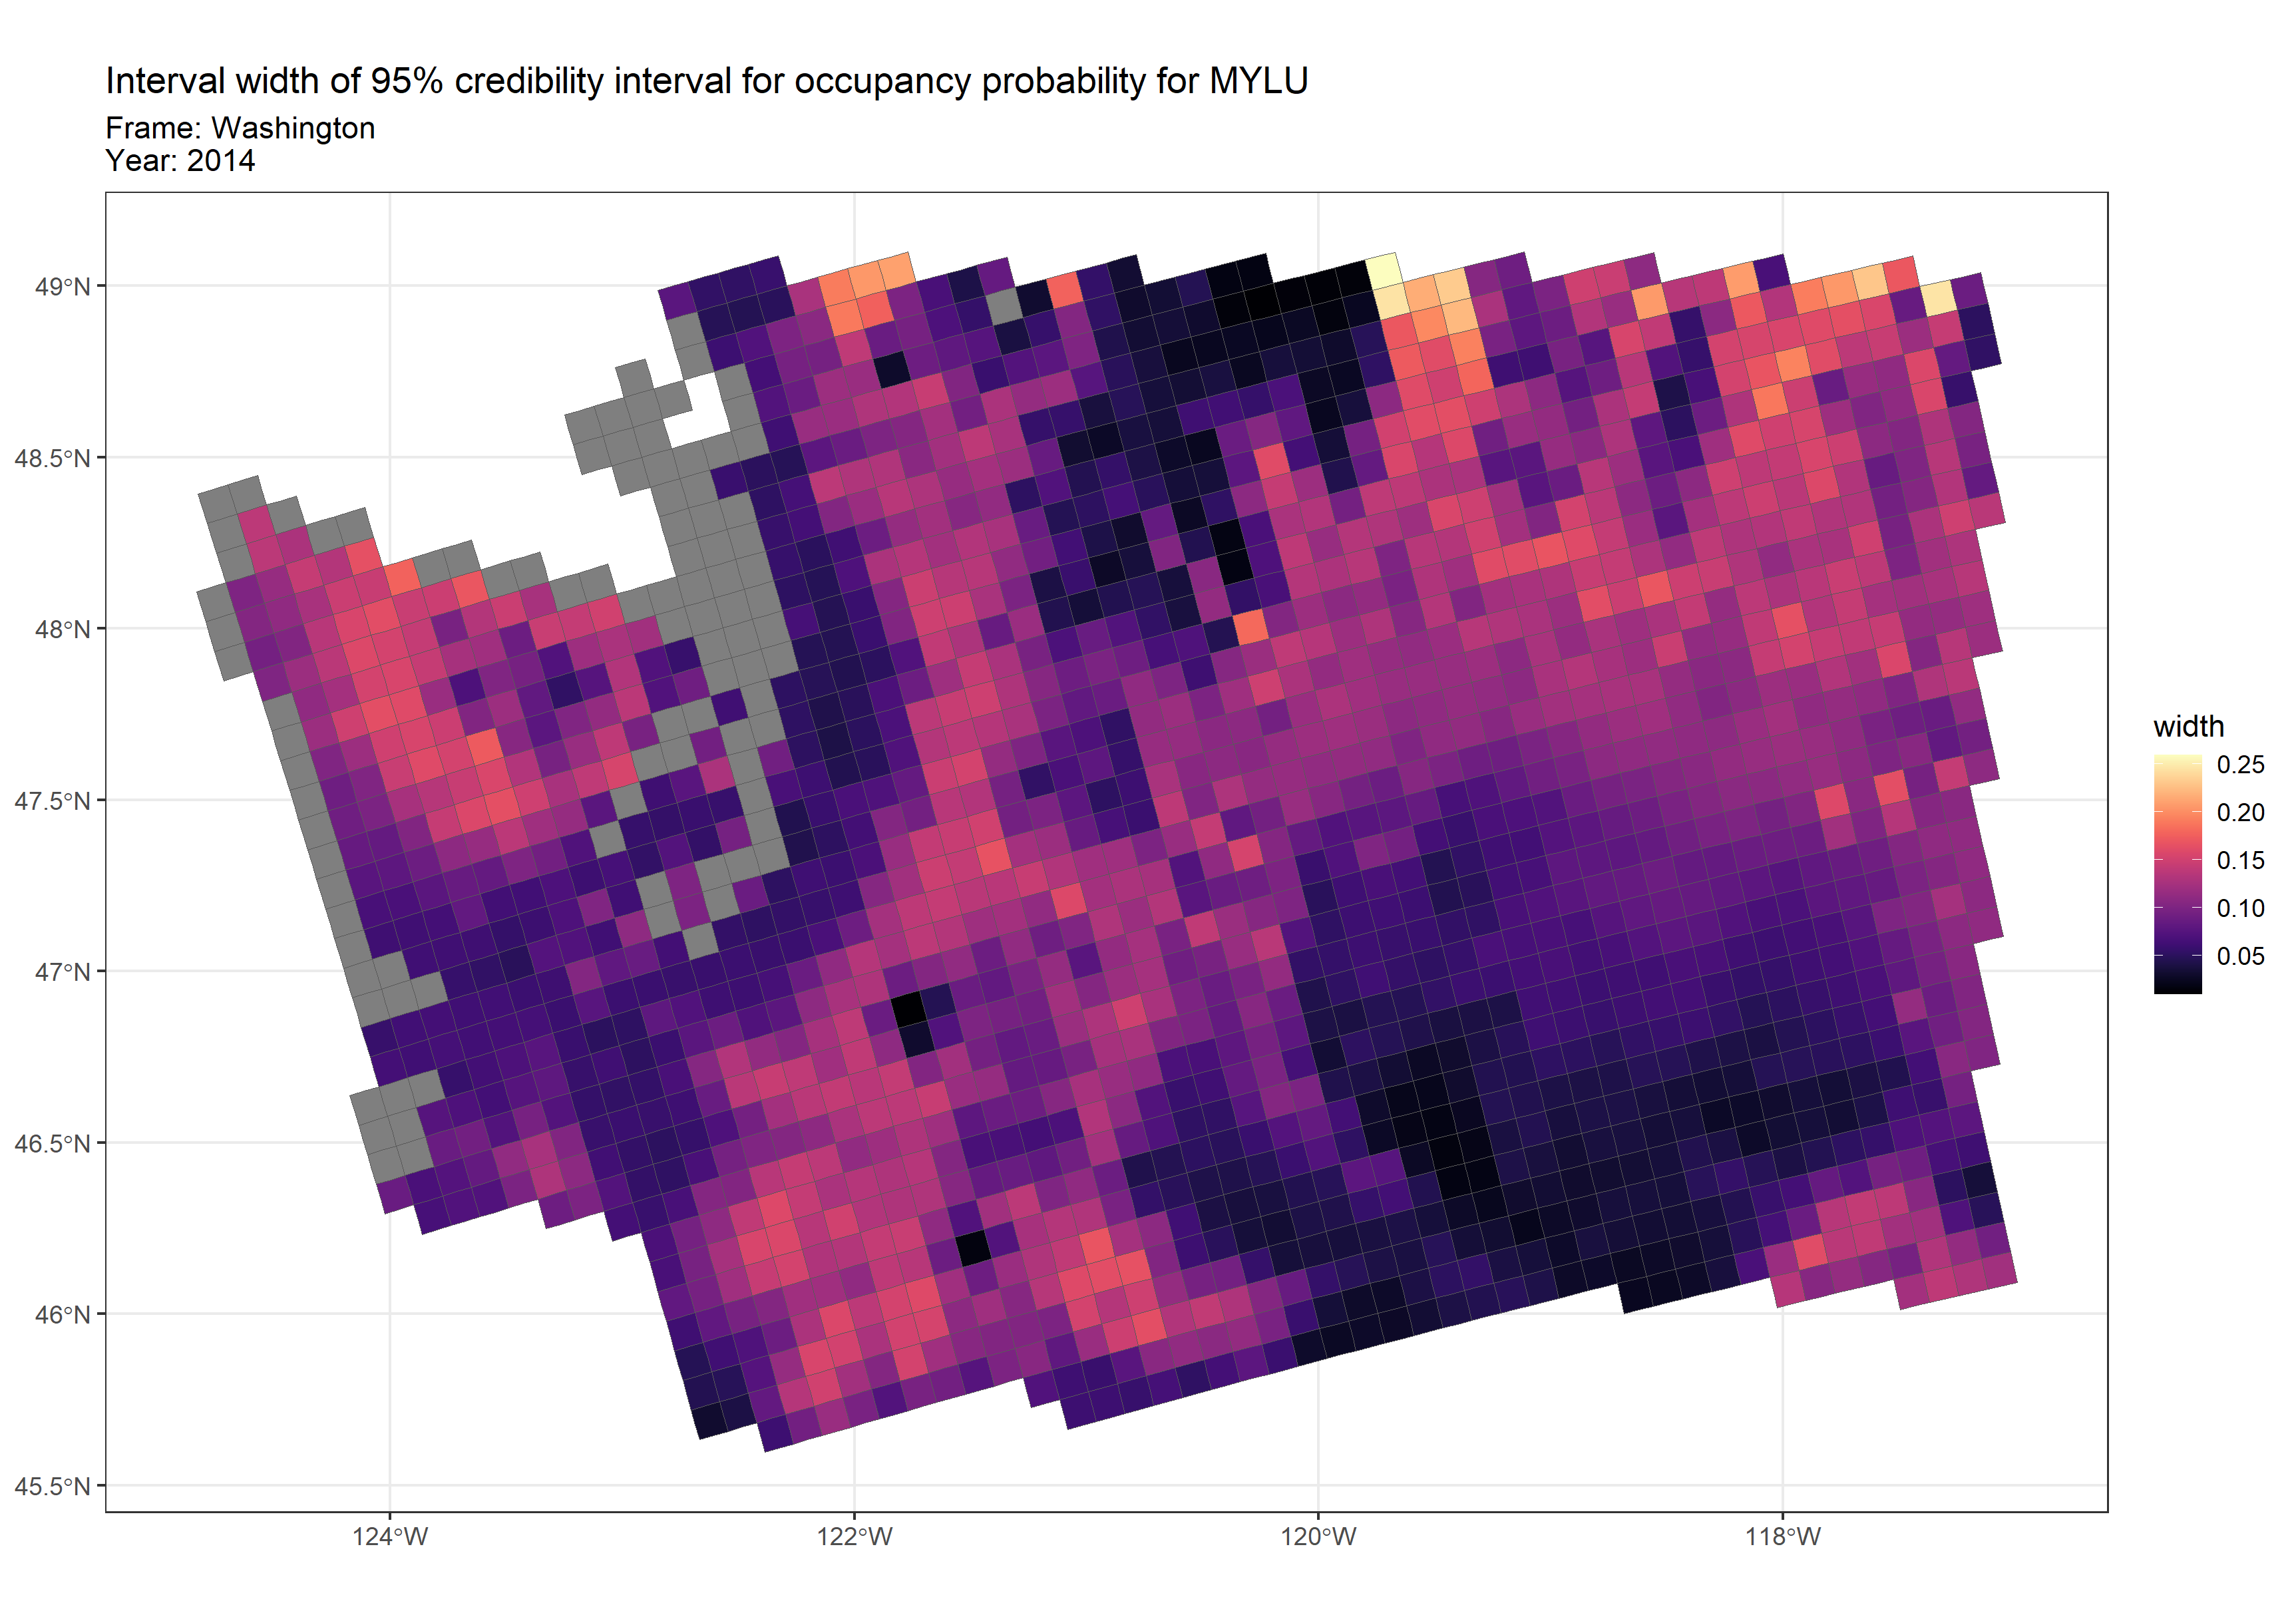 Interval width of 95% credibility interval for occupancy probability for MYLU
Frame: Washington
Year: 2014
49°N
48.5°N
48°N
47.5°N
47°N
46.5°N
46°N
45.5°N
124°W
122°W
120°W
118°W
width
0.25
0.20
0.15
0.10
0.05